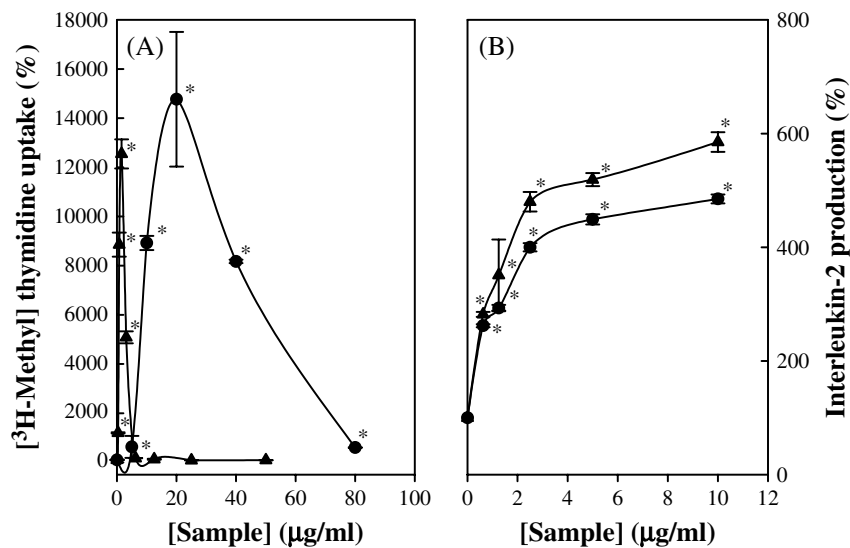 (A)
[³H-Methyl] thymidine uptake (%)
18000
16000
14000
12000
10000
8000
6000
4000
2000
0
* * * * * * * * *
0 20 40 60 80 100
[Sample] (μg/ml)
(B)
* * * * * * * * * *
0 2 4 6 8 10 12
[Sample] (μg/ml)
800
600
400
200
0
Interleukin-2 production (%)